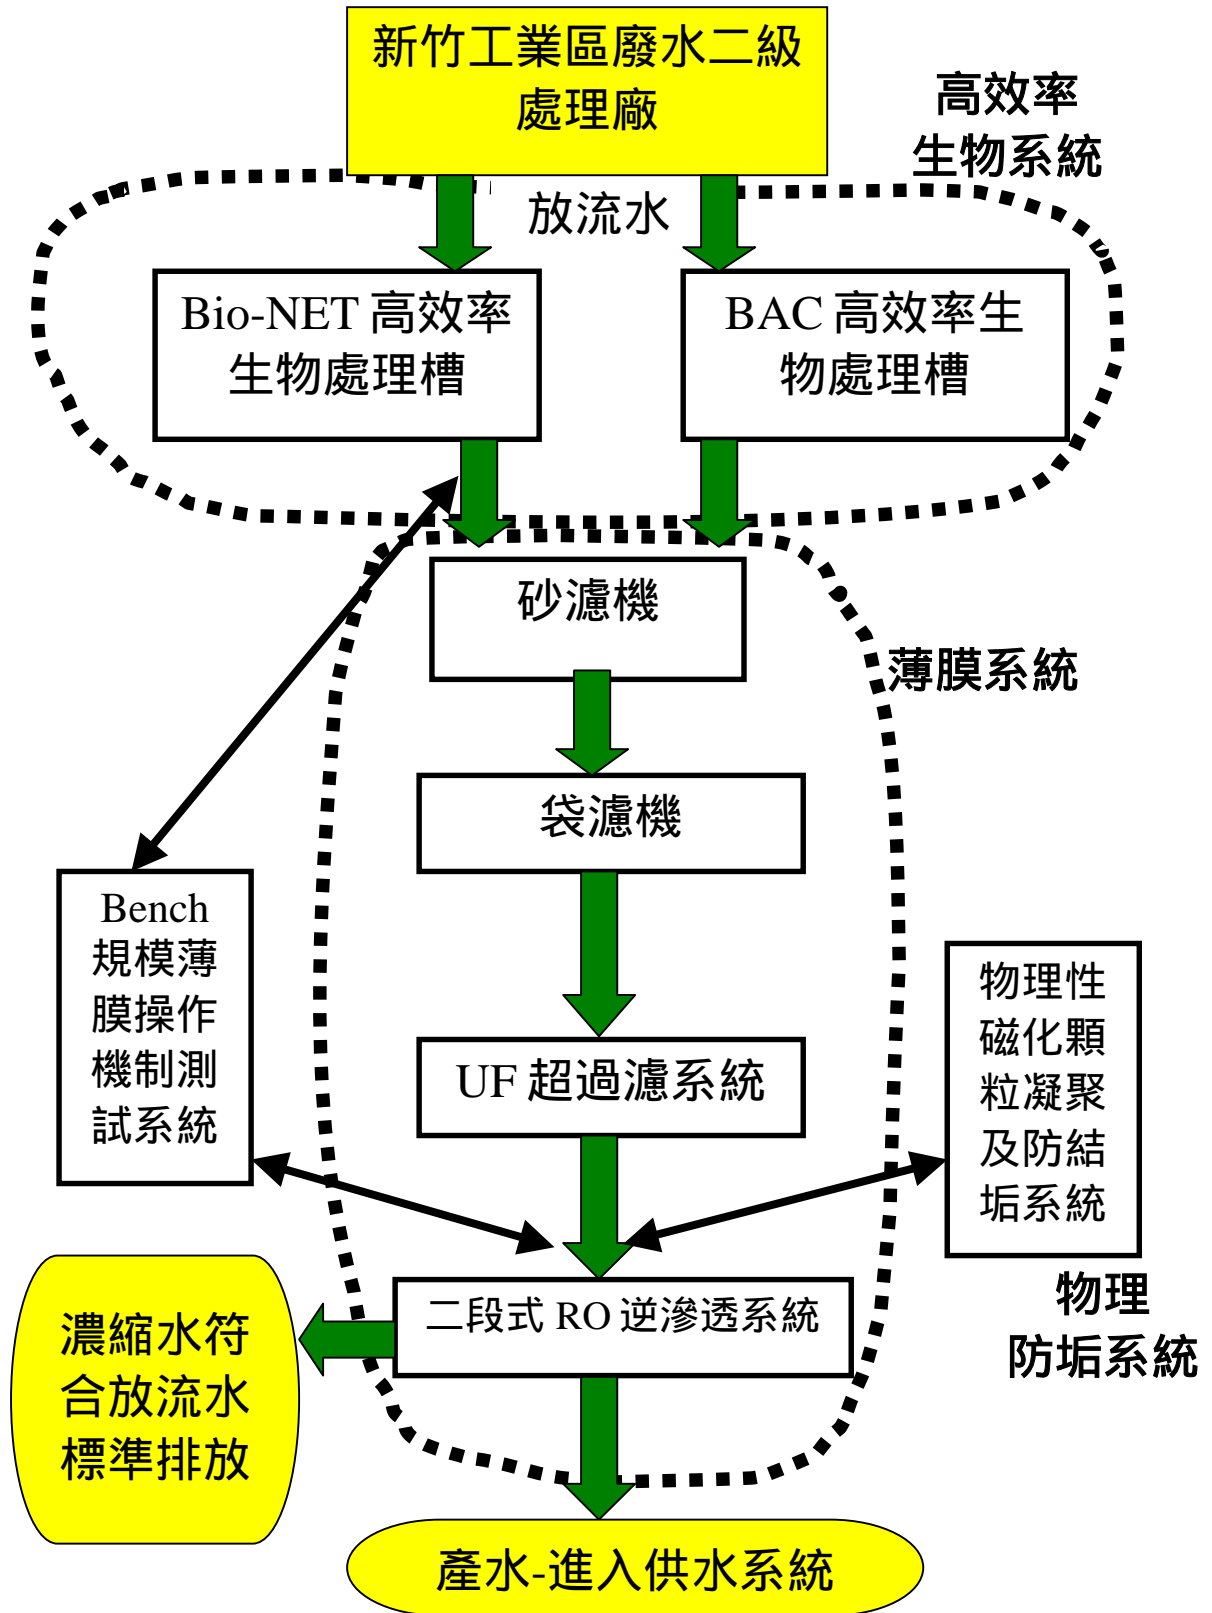 新竹工業區廢水二級
處理廠
高效率
生物系統
放流水
Bio-NET 高效率
生物處理槽
BAC 高效率生
物處理槽
砂濾機
薄膜系統
袋濾機
Bench
規模薄
膜操作
機制測
試系統
物理性
磁化顆
粒凝聚
及防結
垢系統
UF 超過濾系統
物理
防垢系統
二段式 RO 逆滲透系統
濃縮水符
合放流水
標準排放
產水-進入供水系統